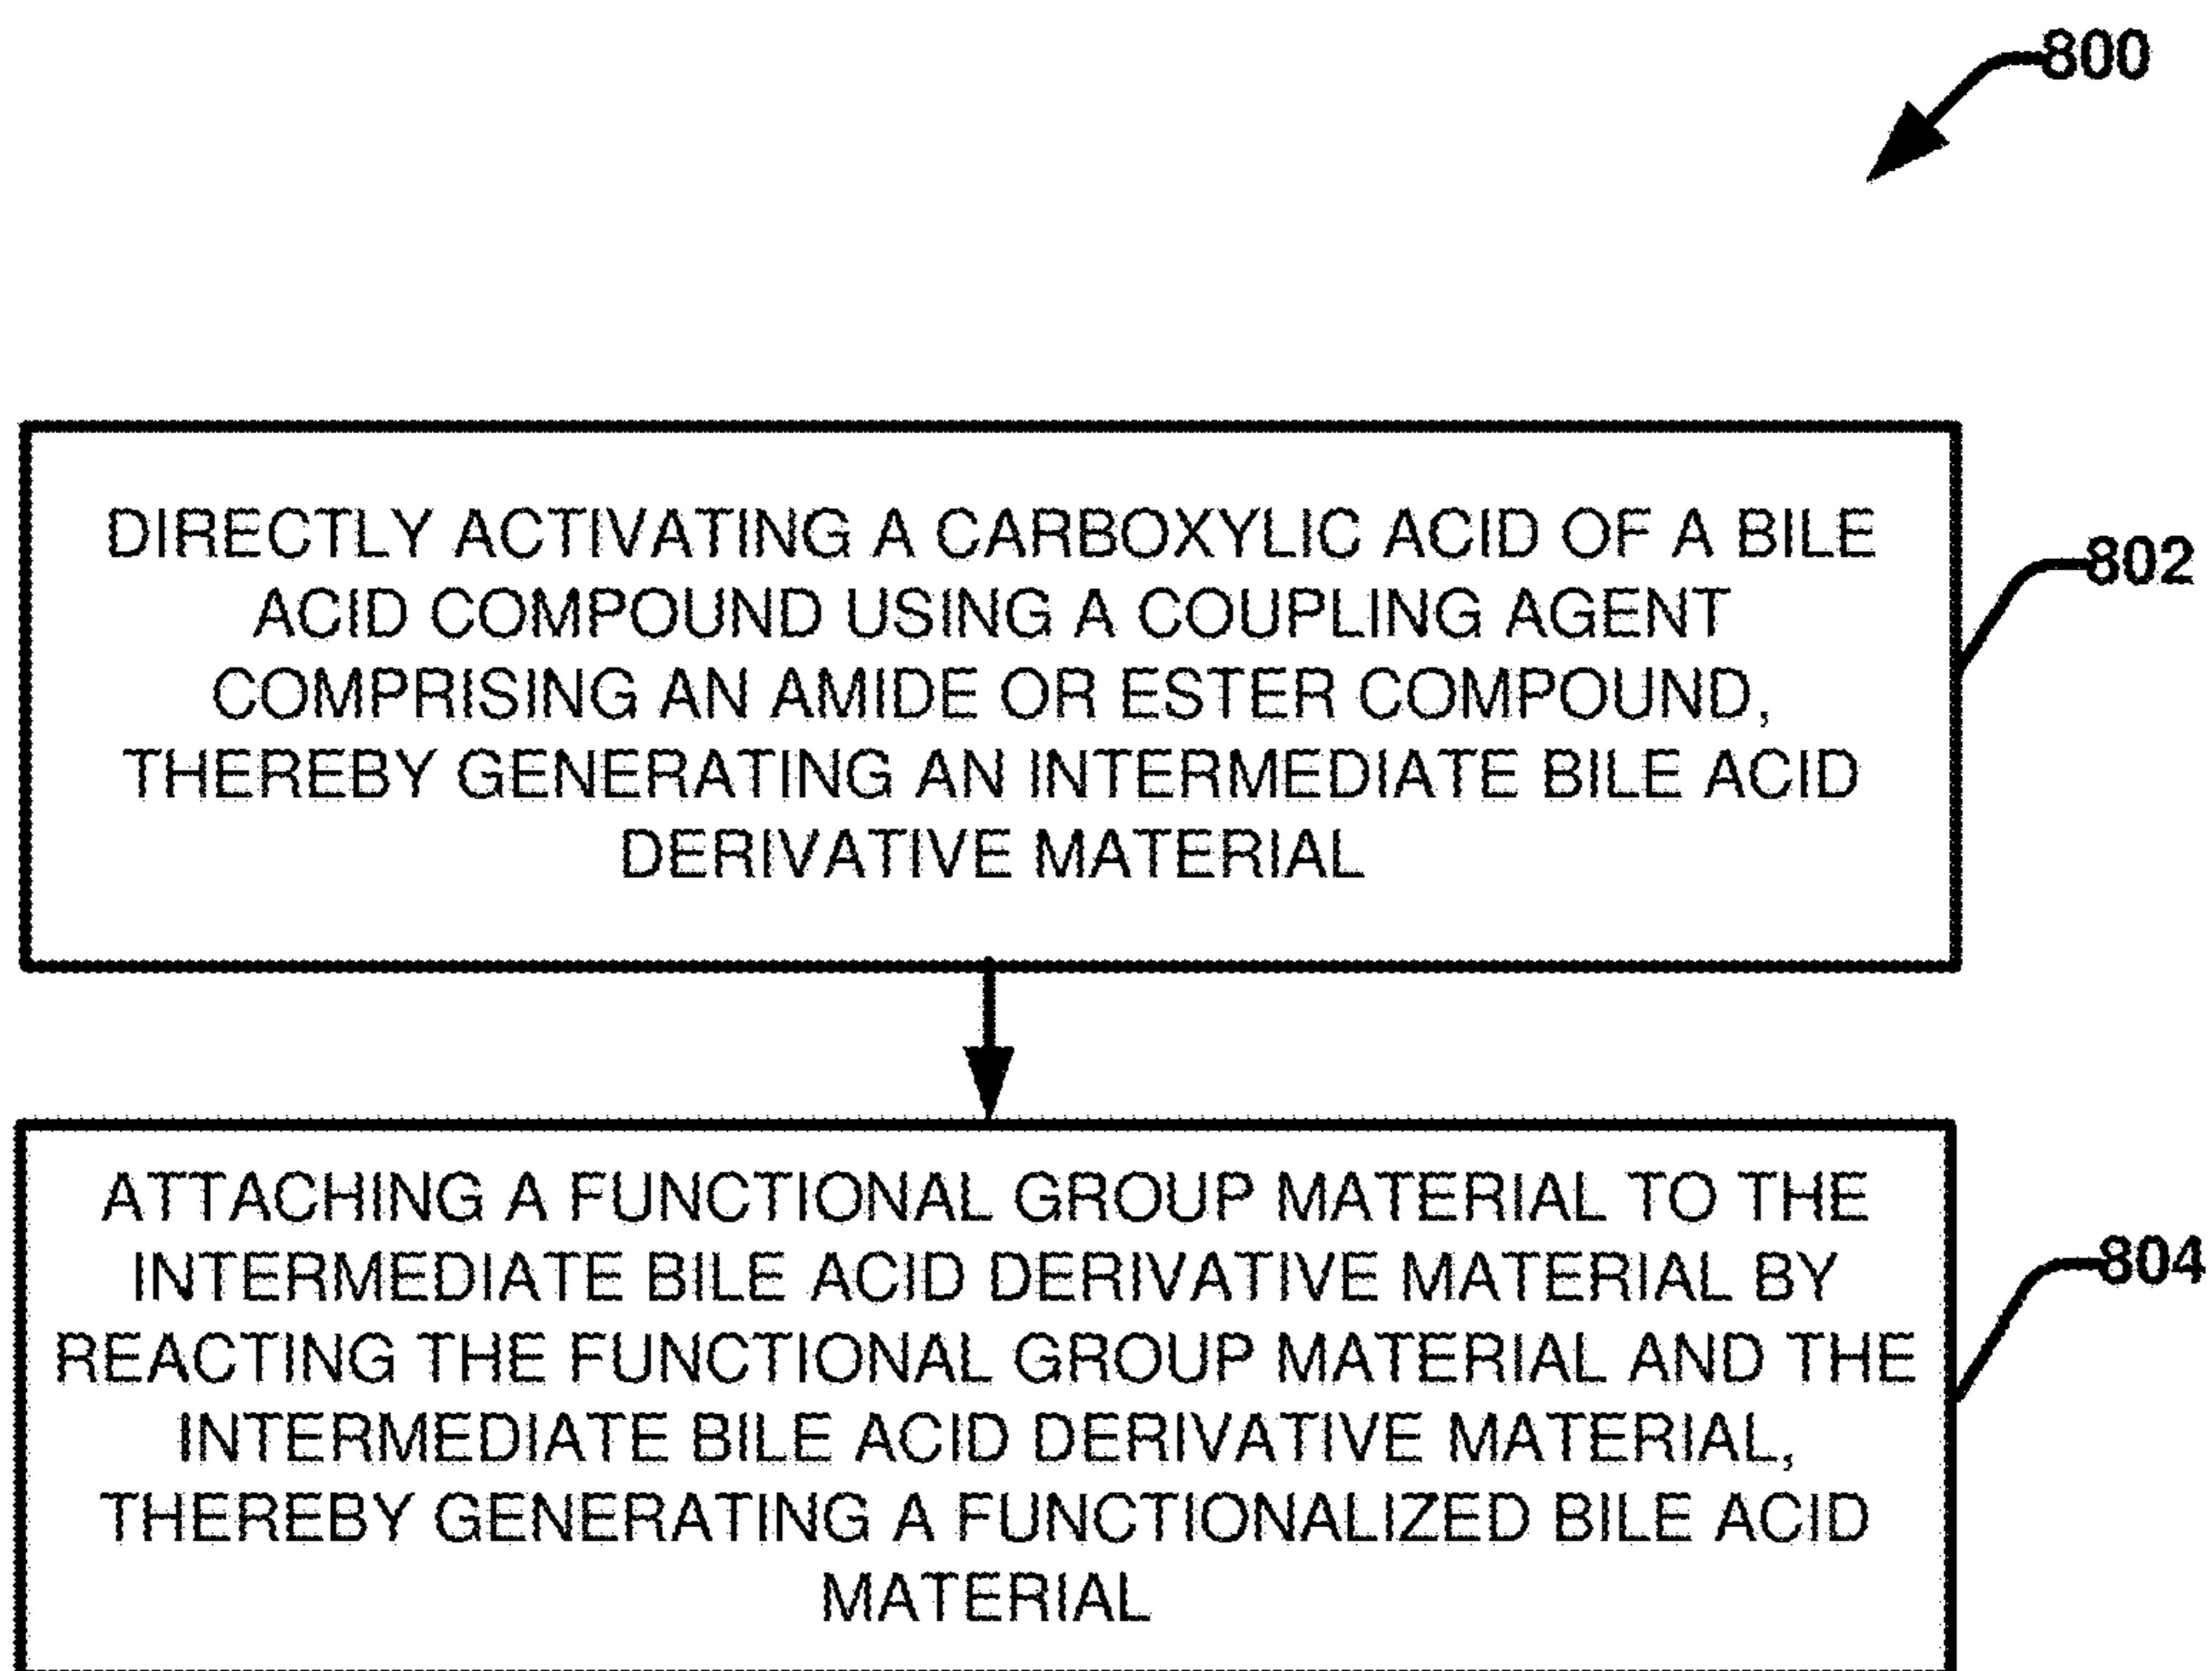 800
DIRECTLY ACTIVATING A CARBOXYLIC ACID OF A BILE
ACID COMPOUND USING A COUPLING AGENT
COMPRISING AN AMIDE OR ESTER COMPOUND,
THEREBY GENERATING AN INTERMEDIATE BILE ACID
DERIVATIVE MATERIAL
802
ATTACHING A FUNCTIONAL GROUP MATERIAL TO THE
INTERMEDIATE BILE ACID DERIVATIVE MATERIAL BY
REACTING THE FUNCTIONAL GROUP MATERIAL AND THE
INTERMEDIATE BILE ACID DERIVATIVE MATERIAL,
THEREBY GENERATING A FUNCTIONALIZED BILE ACID
MATERIAL
804